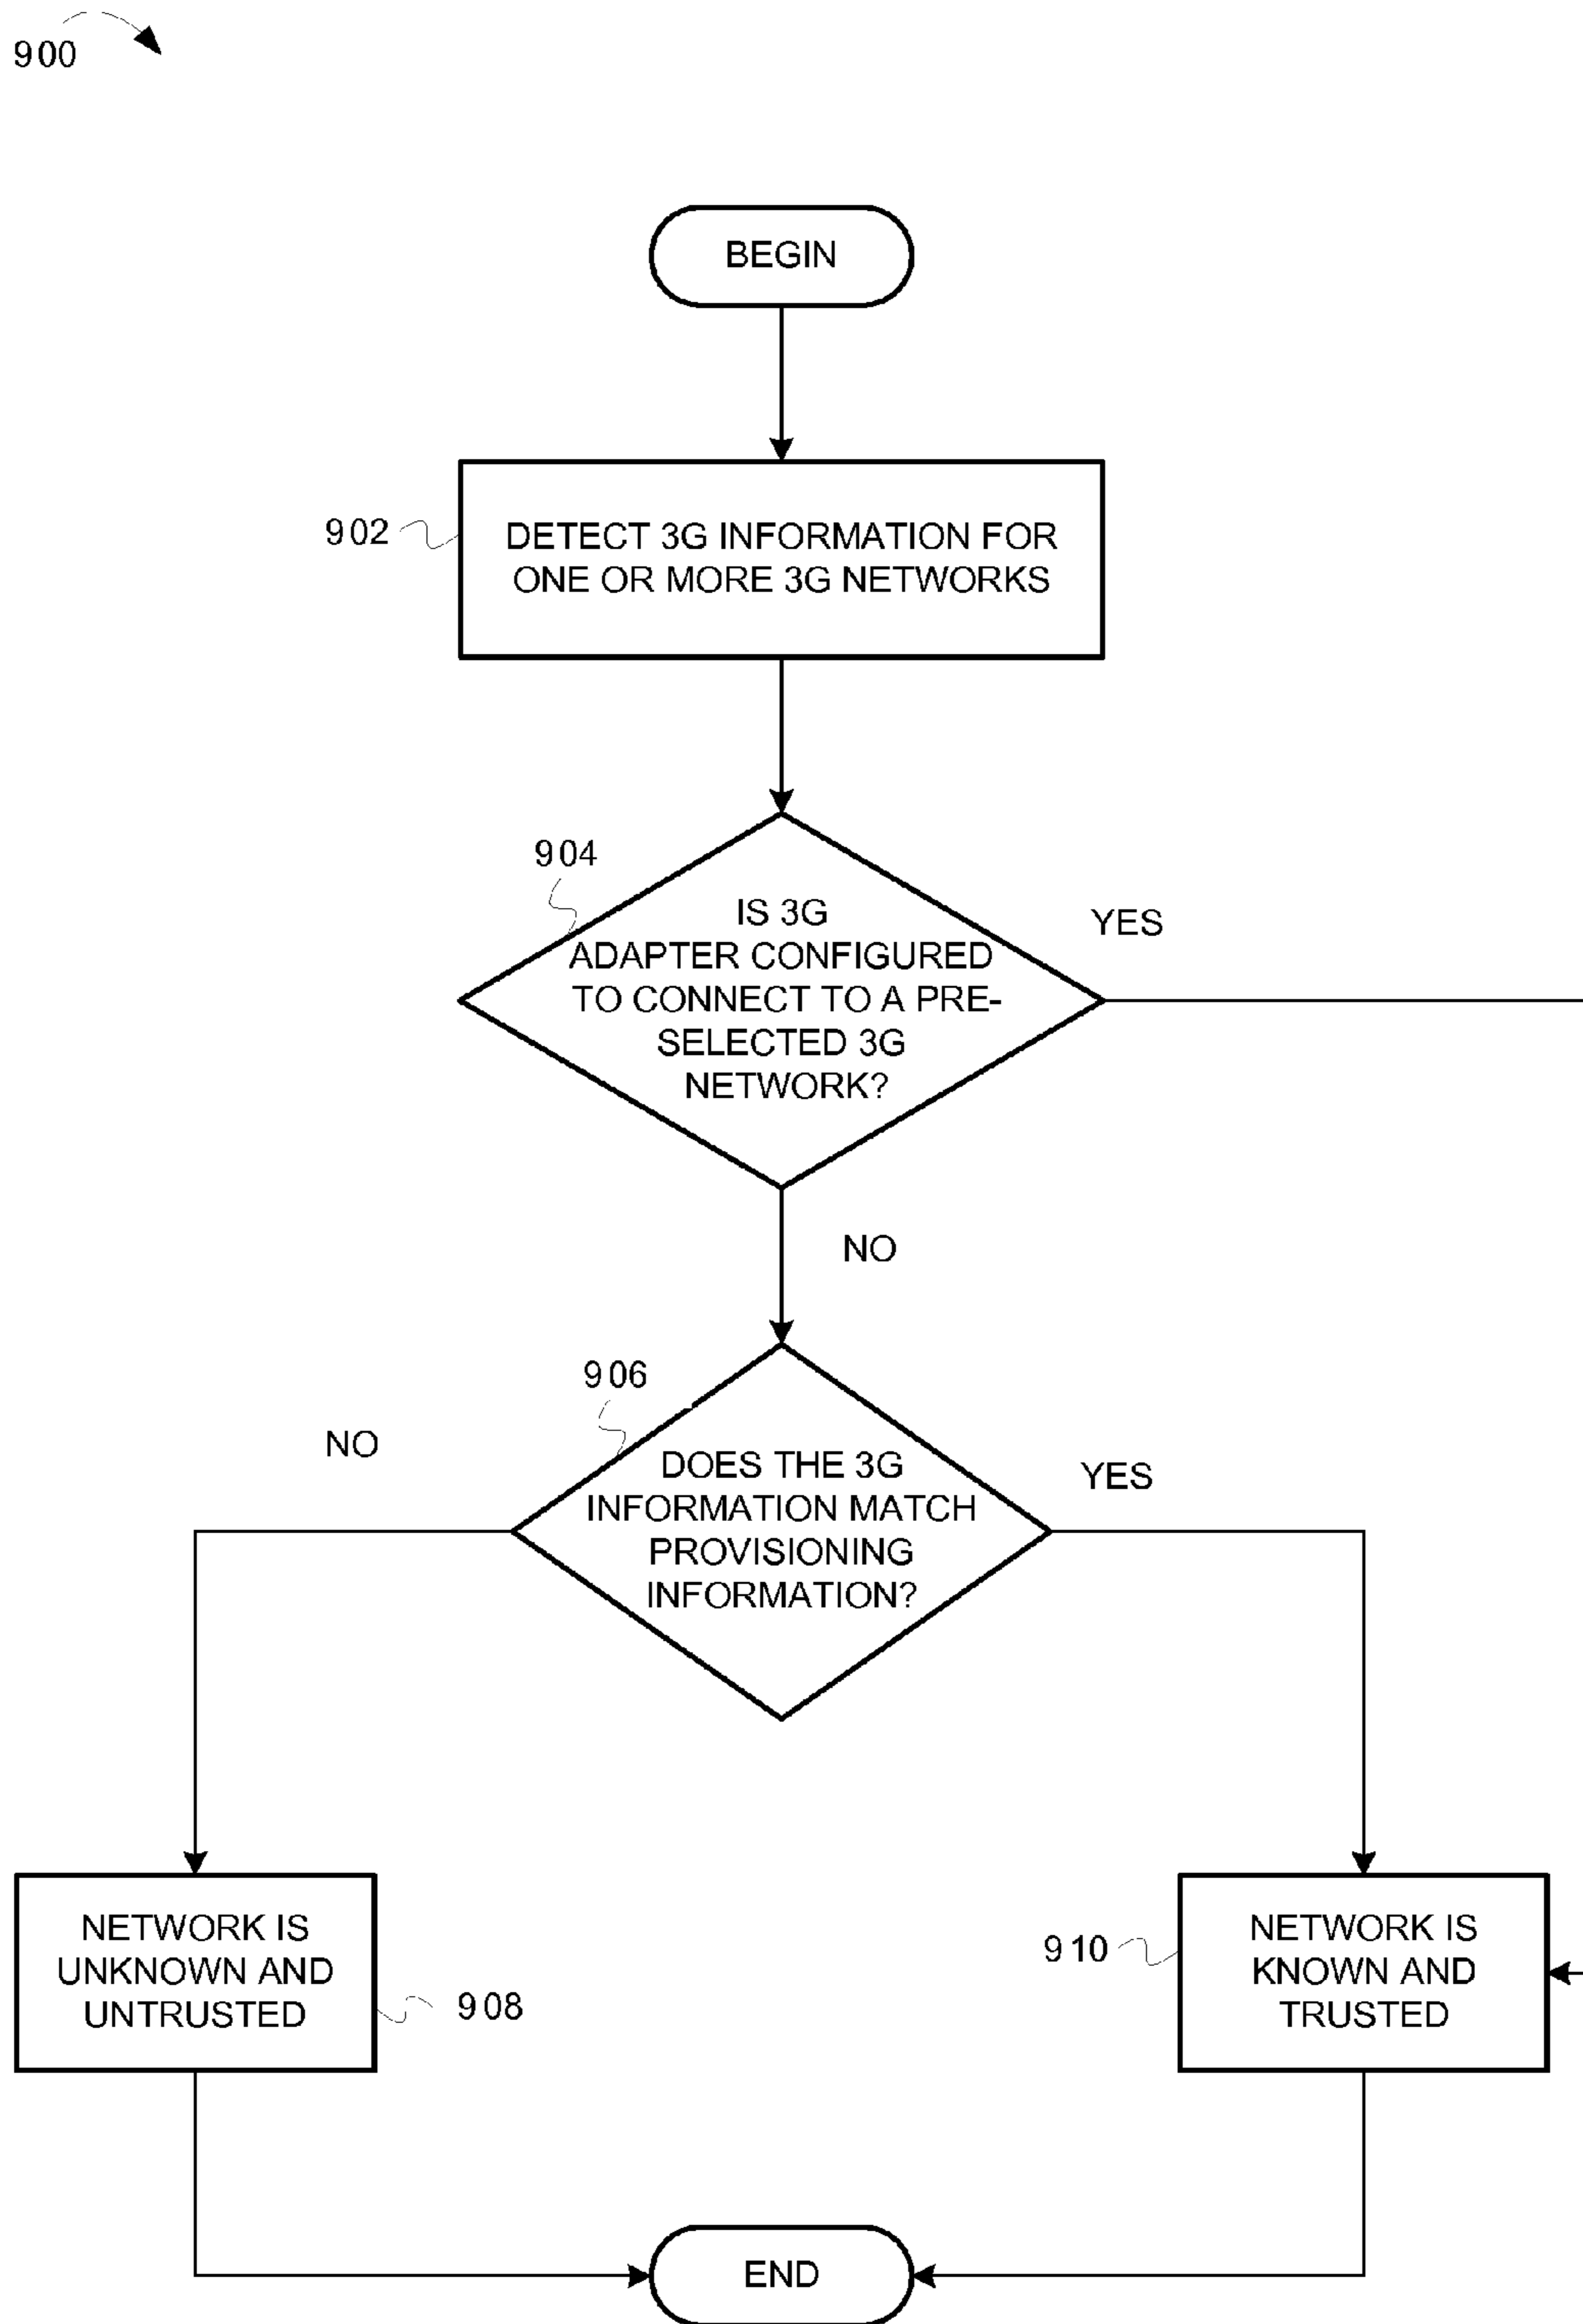 900
BEGIN
902
DETECT 3G INFORMATION FOR
ONE OR MORE 3G NETWORKS
904
IS 3G
ADAPTER CONFIGURED
TO CONNECT TO A PRE-
SELECTED 3G
NETWORK?
YES
NO
906
DOES THE 3G
INFORMATION MATCH
PROVISIONING
INFORMATION?
NO
YES
NETWORK IS
UNKNOWN AND
UNTRUSTED
908
910
NETWORK IS
KNOWN AND
TRUSTED
END